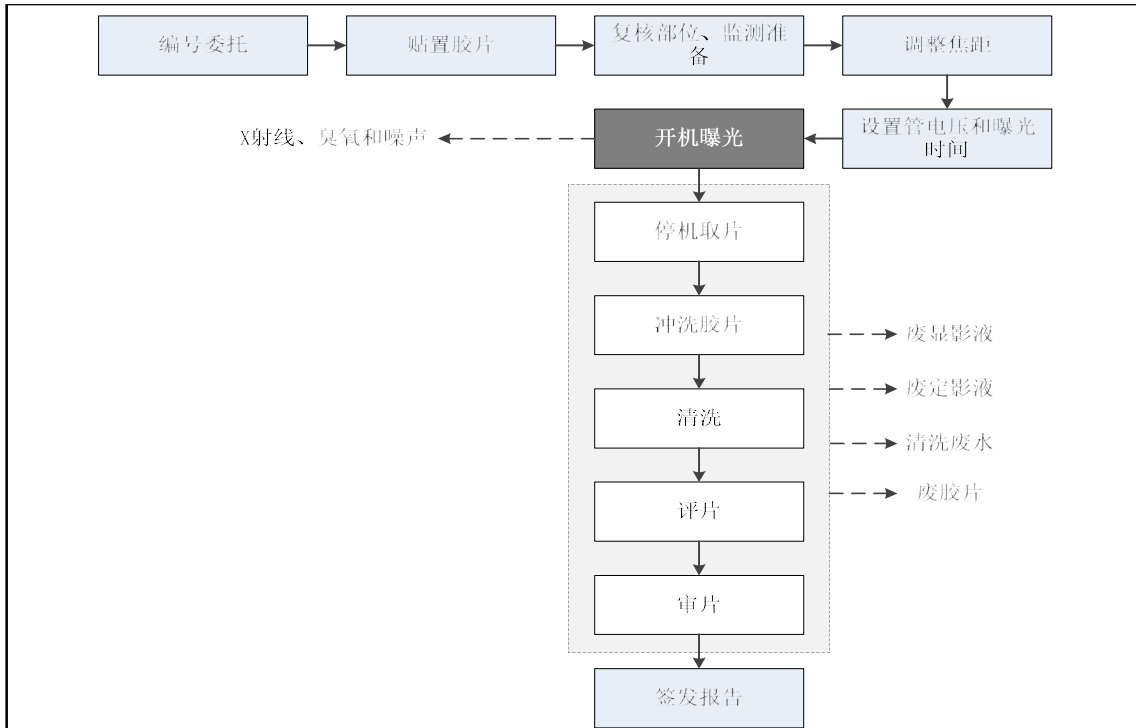 编号委托
贴置胶片
复核部位、监测准
备
调整焦距
X射线、臭氧和噪声
开机曝光
设置管电压和曝光
时间
停机取片
冲洗胶片
废显影液
废定影液
清洗
清洗废水
废胶片
评片
审片
签发报告